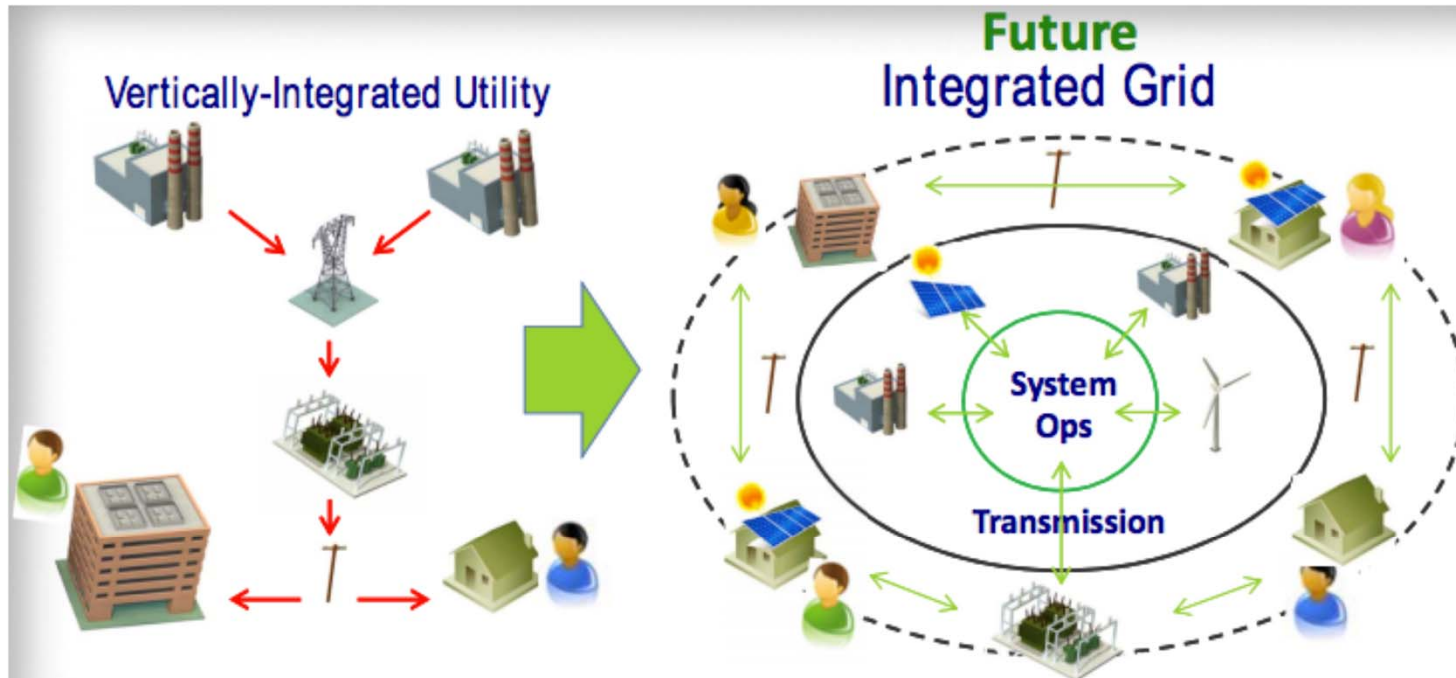 Vertically-Integrated Utility
Future
Integrated Grid
System
Ops
Transmission